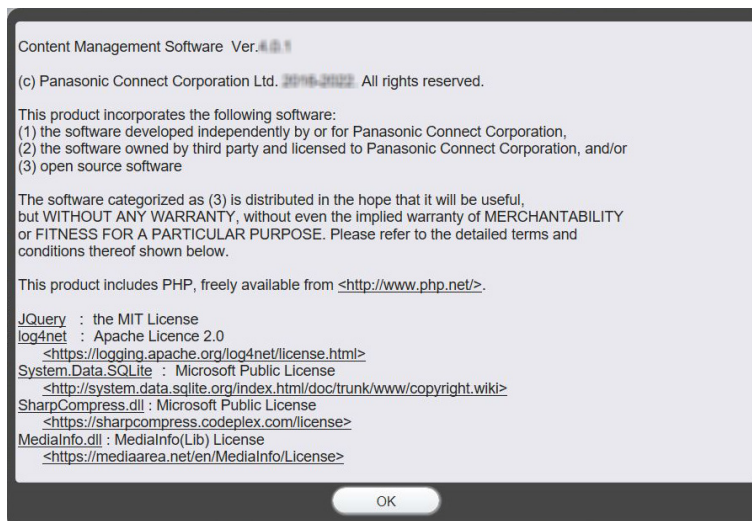 Content Management Software Ver.
(c) Panasonic Connect Corporation Ltd. All rights reserved.
This product incorporates the following software:
(1) the software developed independently by or for Panasonic Connect Corporation,
(2) the software owned by third party and licensed to Panasonic Connect Corporation, and/or
(3) open source software
The software categorized as (3) is distributed in the hope that it will be useful,
but WITHOUT ANY WARRANTY, without even the implied warranty of MERCHANTABILITY
or FITNESS FOR A PARTICULAR PURPOSE. Please refer to the detailed terms and
conditions thereof shown below.
This product includes PHP, freely available from <http://www.php.net/>.
JQuery : the MIT License
log4net : Apache Licence 2.0
<https://logging.apache.org/log4net/license.html>
System.Data.SQLite : Microsoft Public License
<http://system.data.sqlite.org/index.html/doc/trunk/www/copyright.wiki>
SharpCompress.dll : Microsoft Public License
<https://sharpcompress.codeplex.com/license>
MediaInfo.dll : MediaInfo(Lib) License
<https://mediaarea.net/en/MediaInfo/License>
OK